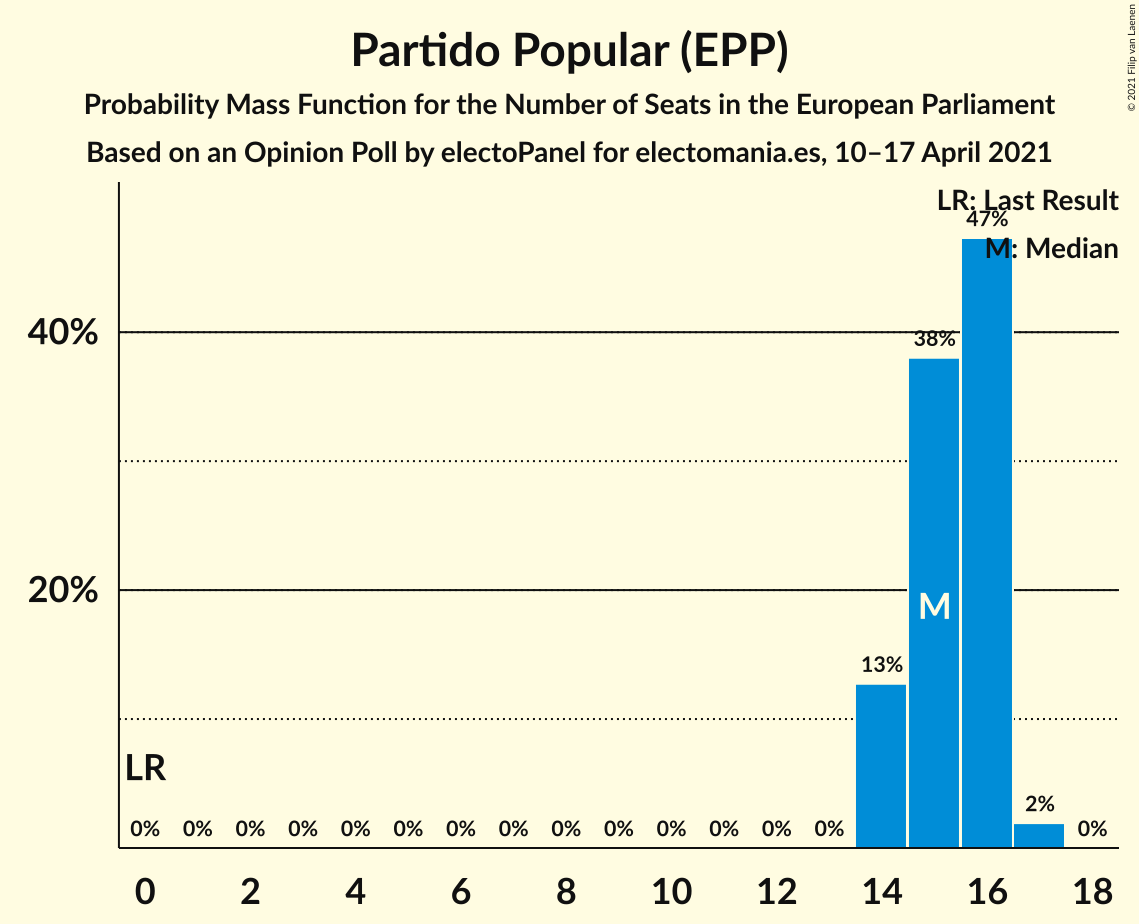 Partido Popular (EPP)
Probability Mass Function for the Number of Seats in the European Parliament
Based on an Opinion Poll by electoPanel for electomania.es, 10–17 April 2021
© 2021 Filip van Laenen
LR: Last Result
M: Median
47%
40%
38%
20%
M
13%
LR
2%
0% 0% 0% 0% 0% 0% 0% 0% 0% 0% 0% 0% 0% 0% 0%
0 2 4 6 8 10 12 14 16 18